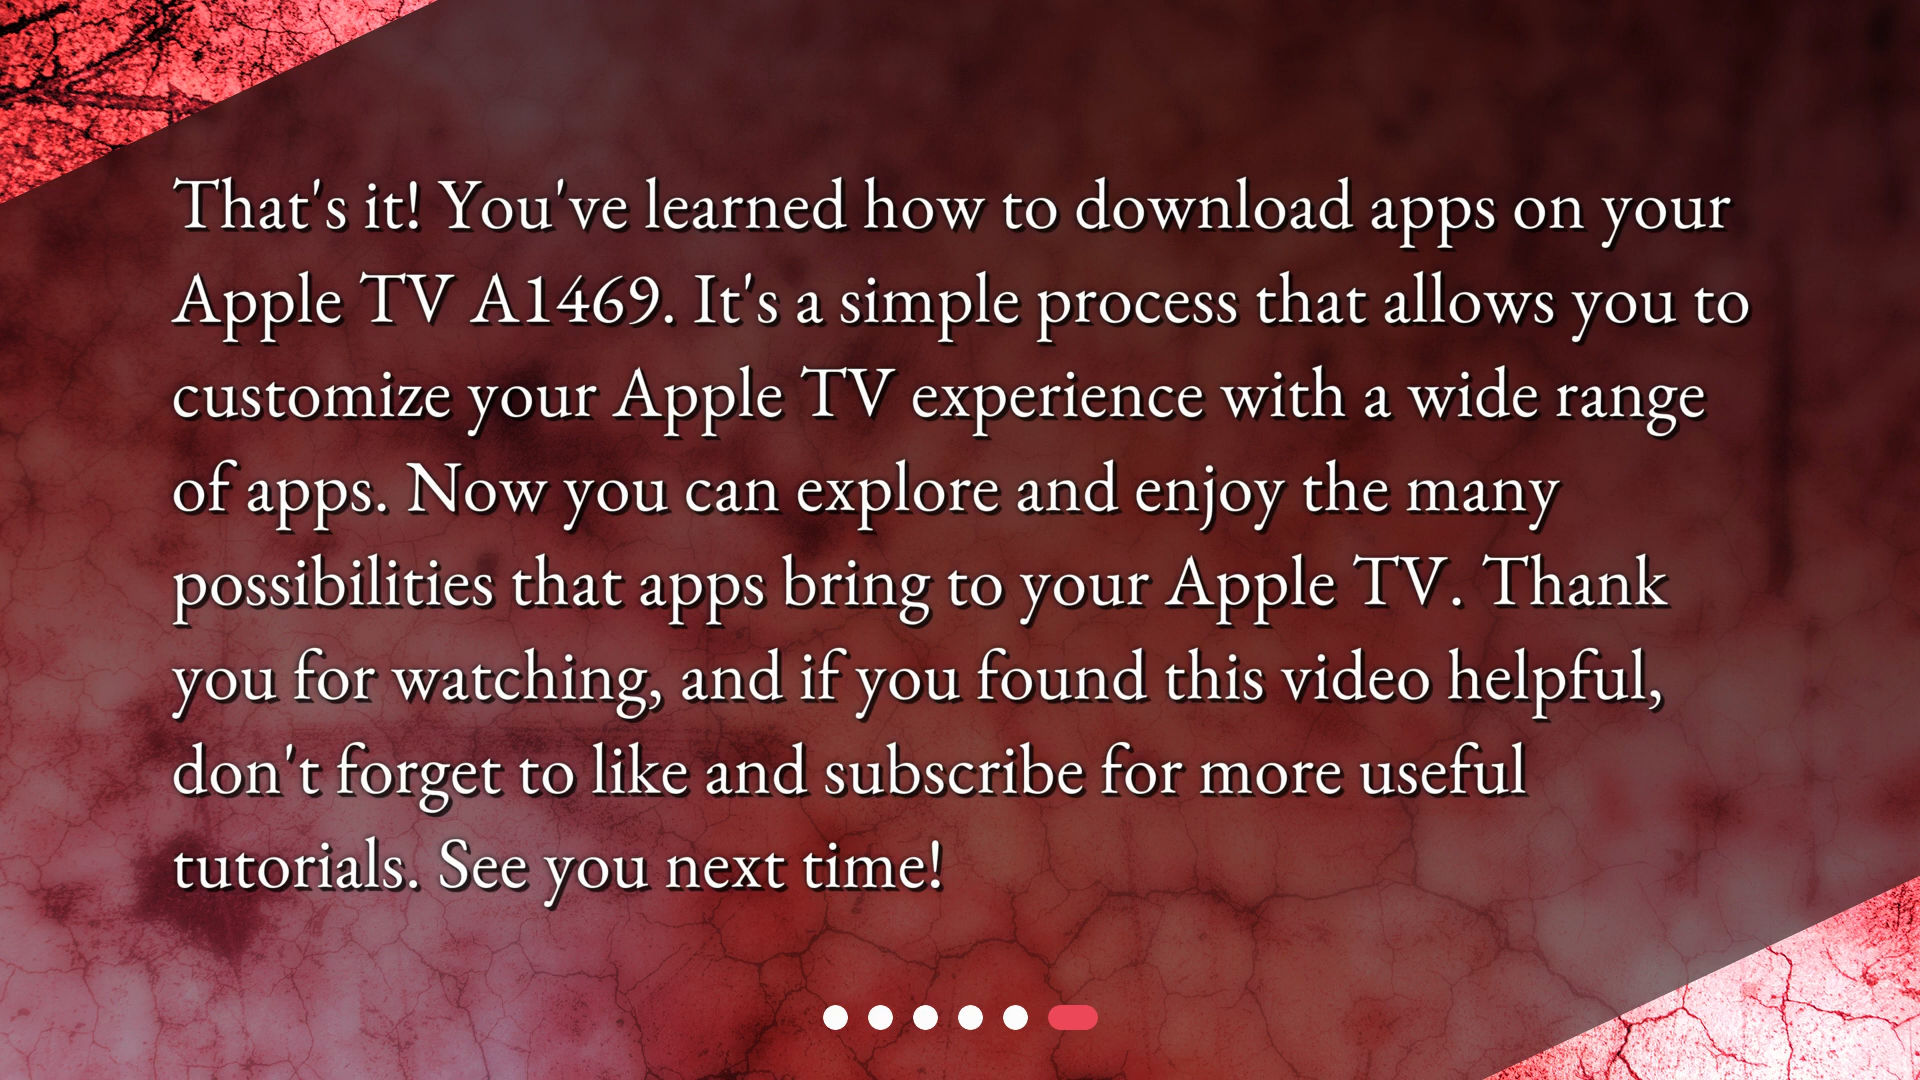 That's it! You've learned how to download apps on your
Apple TV A1469. It's a simple process that allows you to
customize your Apple TV experience with a wide range
of apps. Now you can explore and enjoy the many
possibilities that apps bring to your Apple TV. Thank
you for watching, and if you found this video helpful,
don't forget to like and subscribe for more useful
tutorials. See you next time!